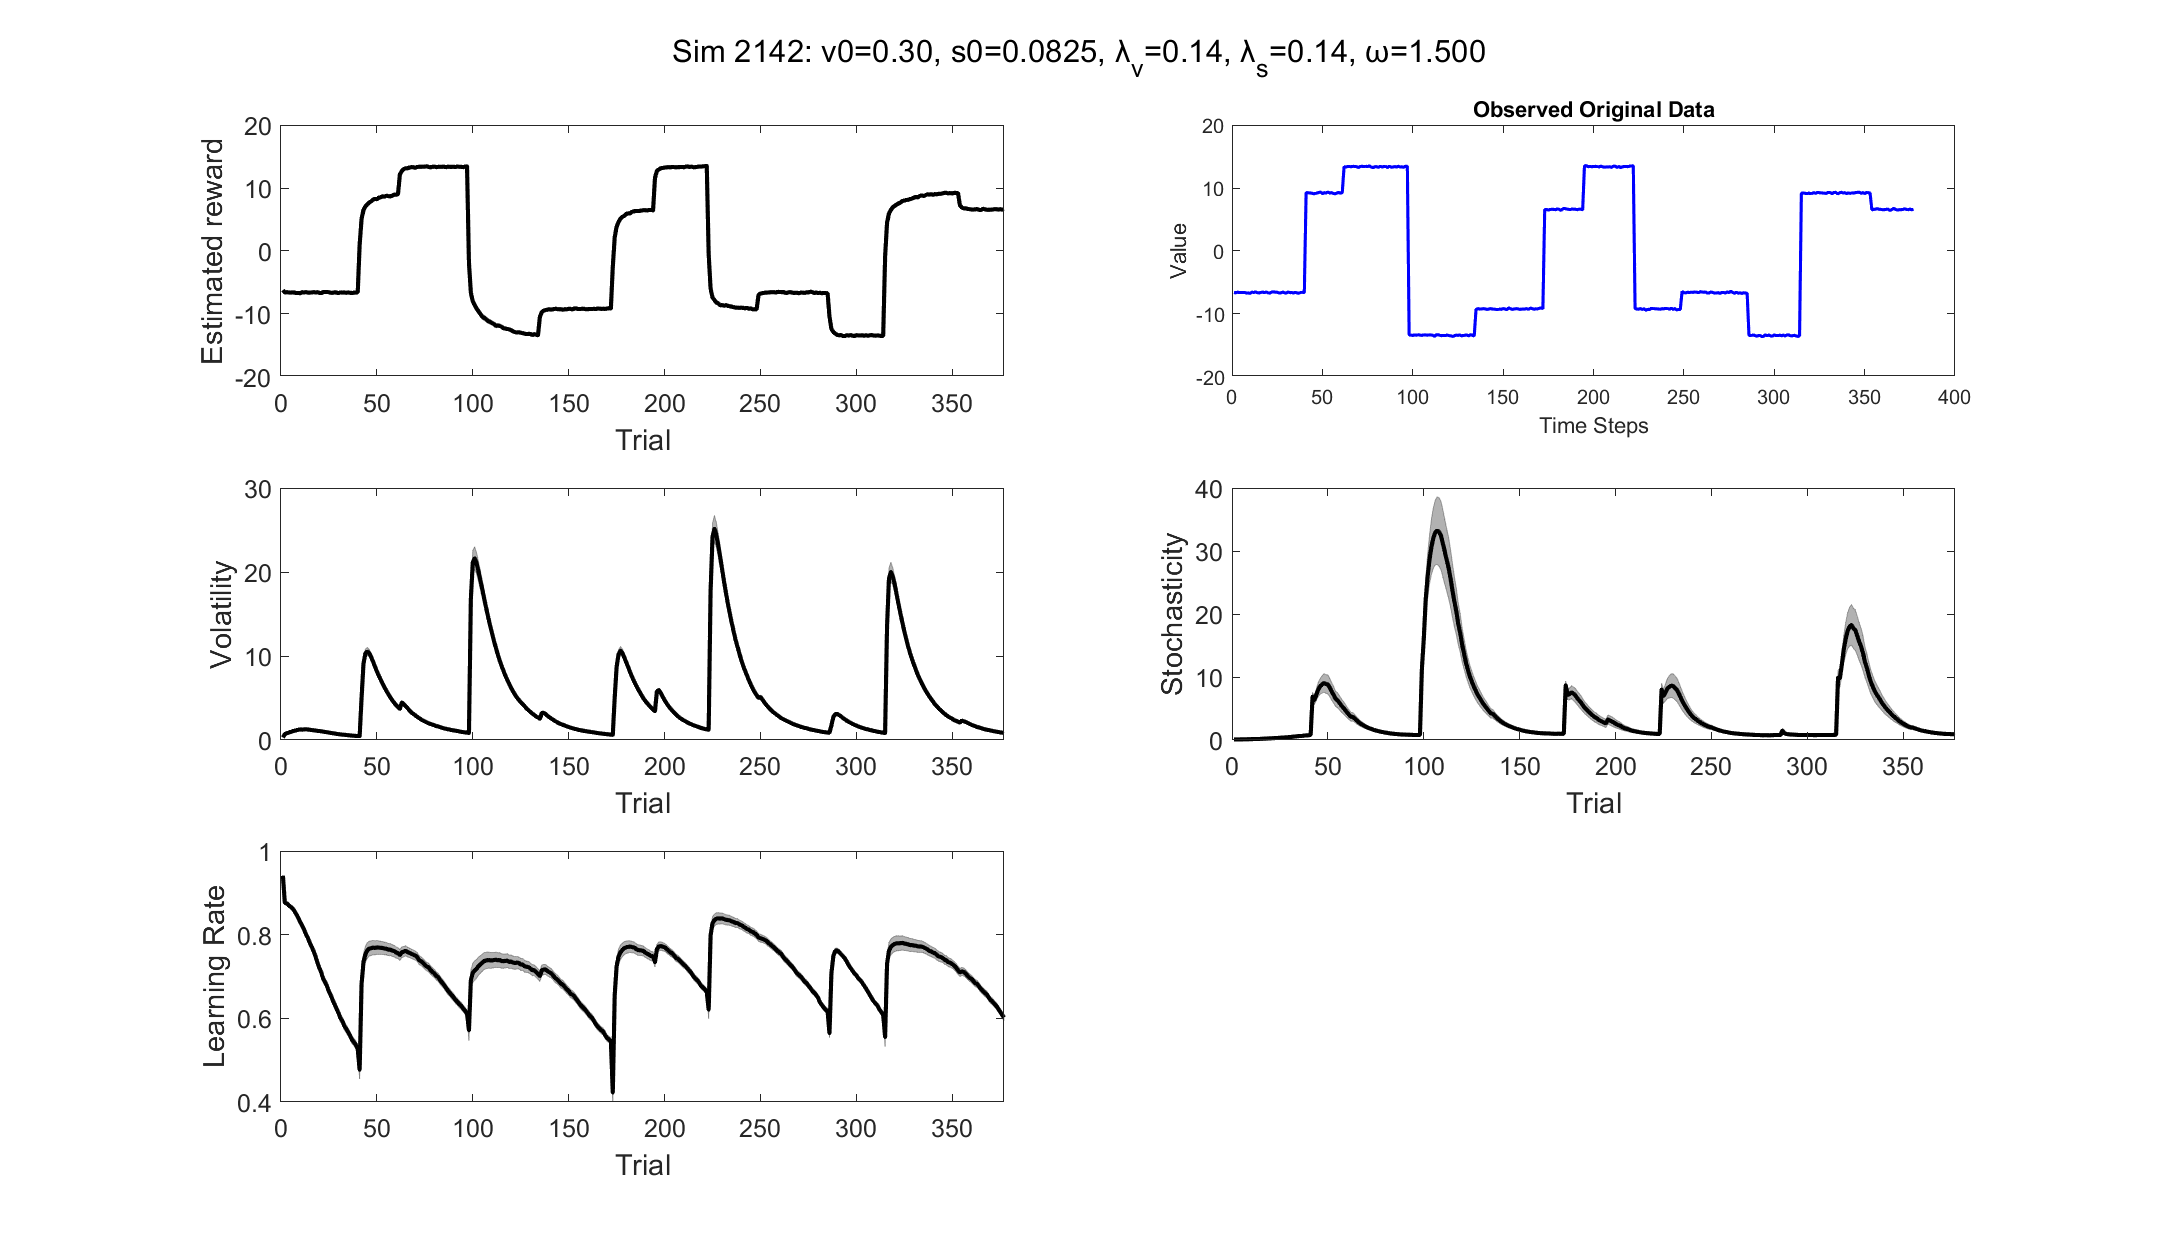 Sim 2142: v0=0.30, s0=0.0825, λv=0.14, λs=0.14, ω=1.500
Estimated reward
20
10
0
-10
-20
0 50 100 150 200 250 300 350
Trial
Observed Original Data
Value
20
10
0
-10
-20
0 50 100 150 200 250 300 350 400
Time Steps
Volatility
30
20
10
0
0 50 100 150 200 250 300 350
Trial
Stochasticity
40
30
20
10
0
0 50 100 150 200 250 300 350
Trial
Learning Rate
1
0.8
0.6
0.4
0 50 100 150 200 250 300 350
Trial